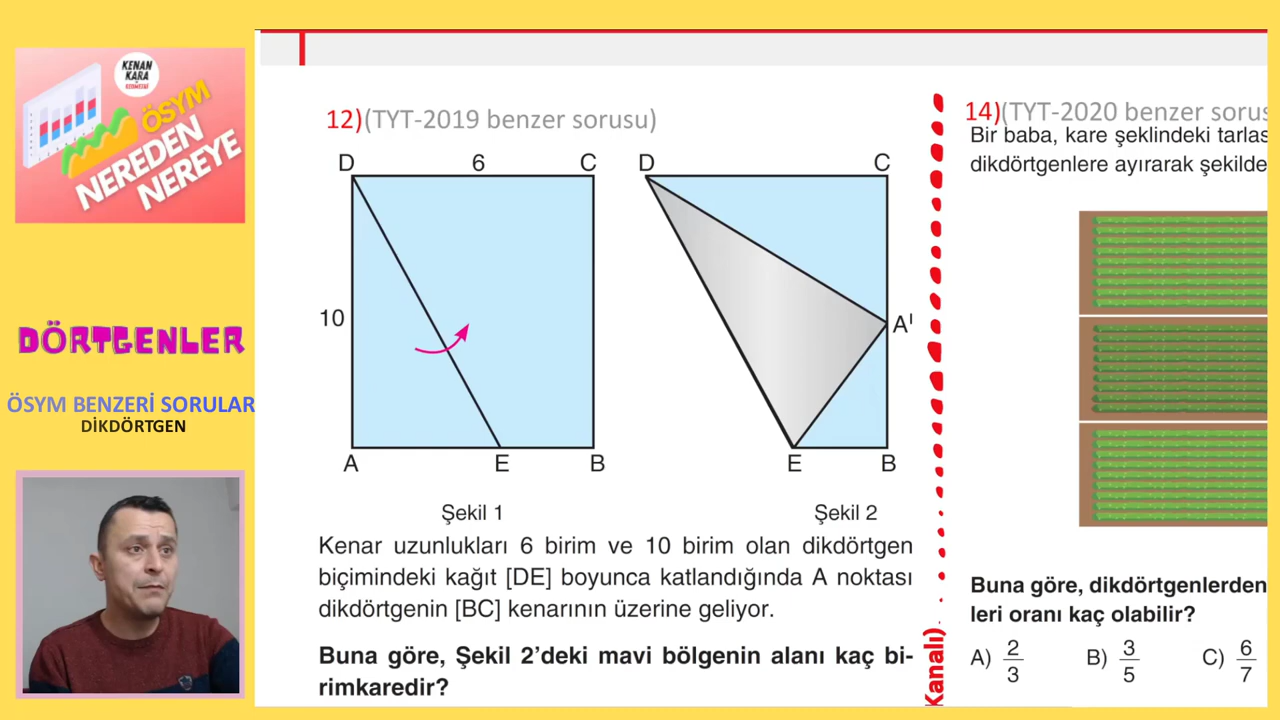 KENAN
KARA
ÖSYM
NEREDEN
NEREYE
DÖRTGENLER
ÖSYM BENZERİ SORULAR
DİKDÖRTGEN
12)(TYT-2019 benzer sorusu)
D 6 C
10
A E B
Şekil 1
D C
A'
E B
Şekil 2
Kenar uzunlukları 6 birim ve 10 birim olan dikdörtgen
biçimindeki kağıt [DE] boyunca katlandığında A noktası
dikdörtgenin [BC] kenarının üzerine geliyor.
Buna göre, Şekil 2'deki mavi bölgenin alanı kaç bi-
rimkaredir?
Kanalı)
14)(TYT-2020 benzer sorus
Bir baba, kare şeklindeki tarlas
dikdörtgenlere ayırarak şekilde
Buna göre, dikdörtgenlerden
leri oranı kaç olabilir?
A) 2/3 B) 3/5 C) 6/7